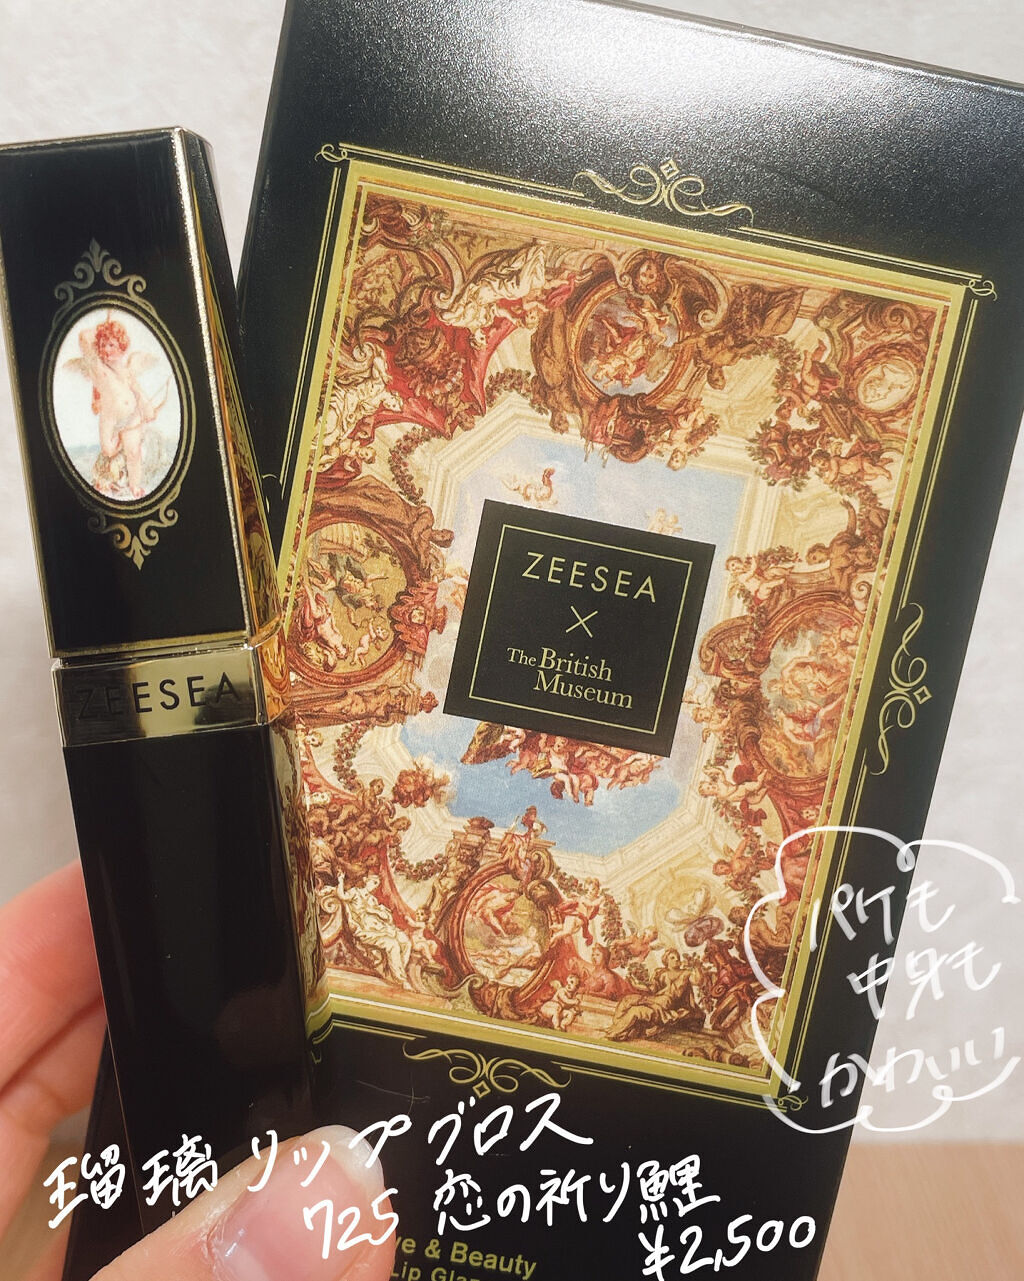 ZEESEA
×
The British
Museum
ZEESEA
パケも
中身も
かわいい
瑠璃リップグロス
725 恋の祈り鯉
¥2,500
& Beauty
Lip